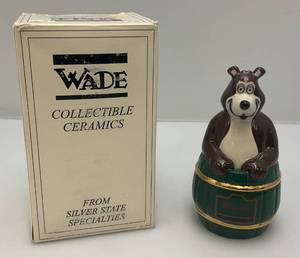 WADE
COLLECTIBLE
CERAMICS
FROM
SILVER STATE
SPECIALTIES